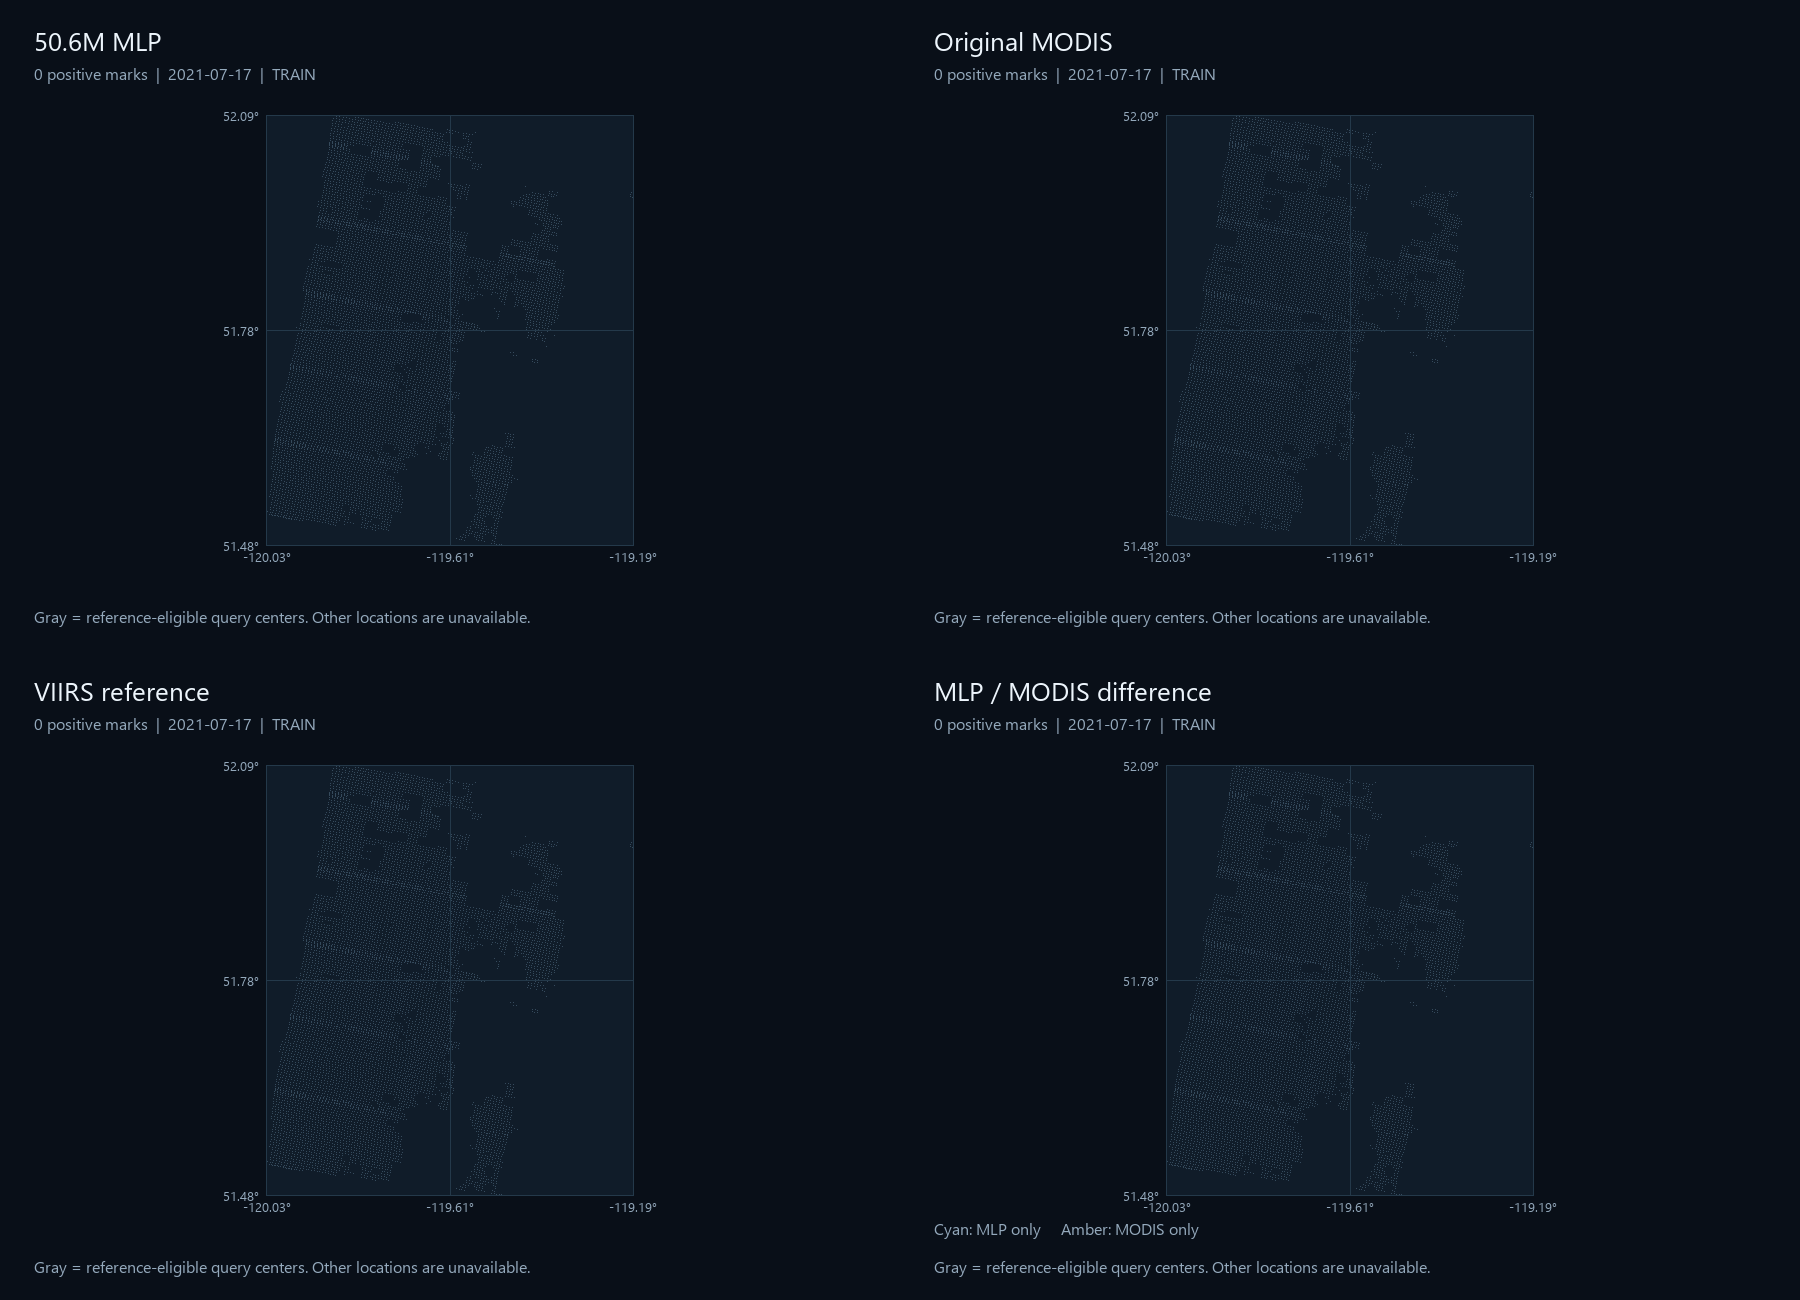 50.6M MLP
0 positive marks | 2021-07-17 | TRAIN
52.09°
51.78°
51.48°
-120.03°
-119.61°
-119.19°
Gray = reference-eligible query centers. Other locations are unavailable.
Original MODIS
0 positive marks | 2021-07-17 | TRAIN
52.09°
51.78°
51.48°
-120.03°
-119.61°
-119.19°
Gray = reference-eligible query centers. Other locations are unavailable.
VIIRS reference
0 positive marks | 2021-07-17 | TRAIN
52.09°
51.78°
51.48°
-120.03°
-119.61°
-119.19°
Gray = reference-eligible query centers. Other locations are unavailable.
MLP / MODIS difference
0 positive marks | 2021-07-17 | TRAIN
52.09°
51.78°
51.48°
-120.03°
-119.61°
-119.19°
Cyan: MLP only Amber: MODIS only
Gray = reference-eligible query centers. Other locations are unavailable.